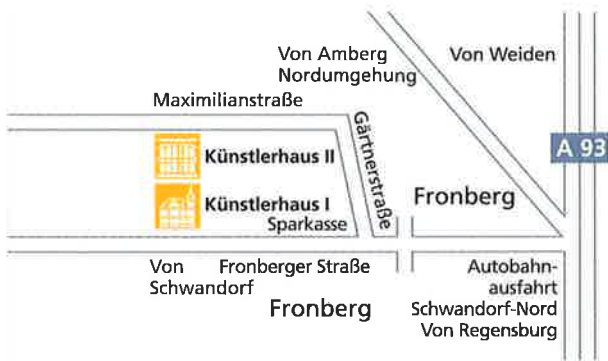 Von Amberg
Nordumgehung
Von Weiden
Maximilianstraße
Gärtnerstraße
A 93
Künstlerhaus II
Künstlerhaus I
Sparkasse
Fronberg
Von
Schwandorf
Fronberger Straße
Fronberg
Autobahn-
ausfahrt
Schwandorf-Nord
Von Regensburg